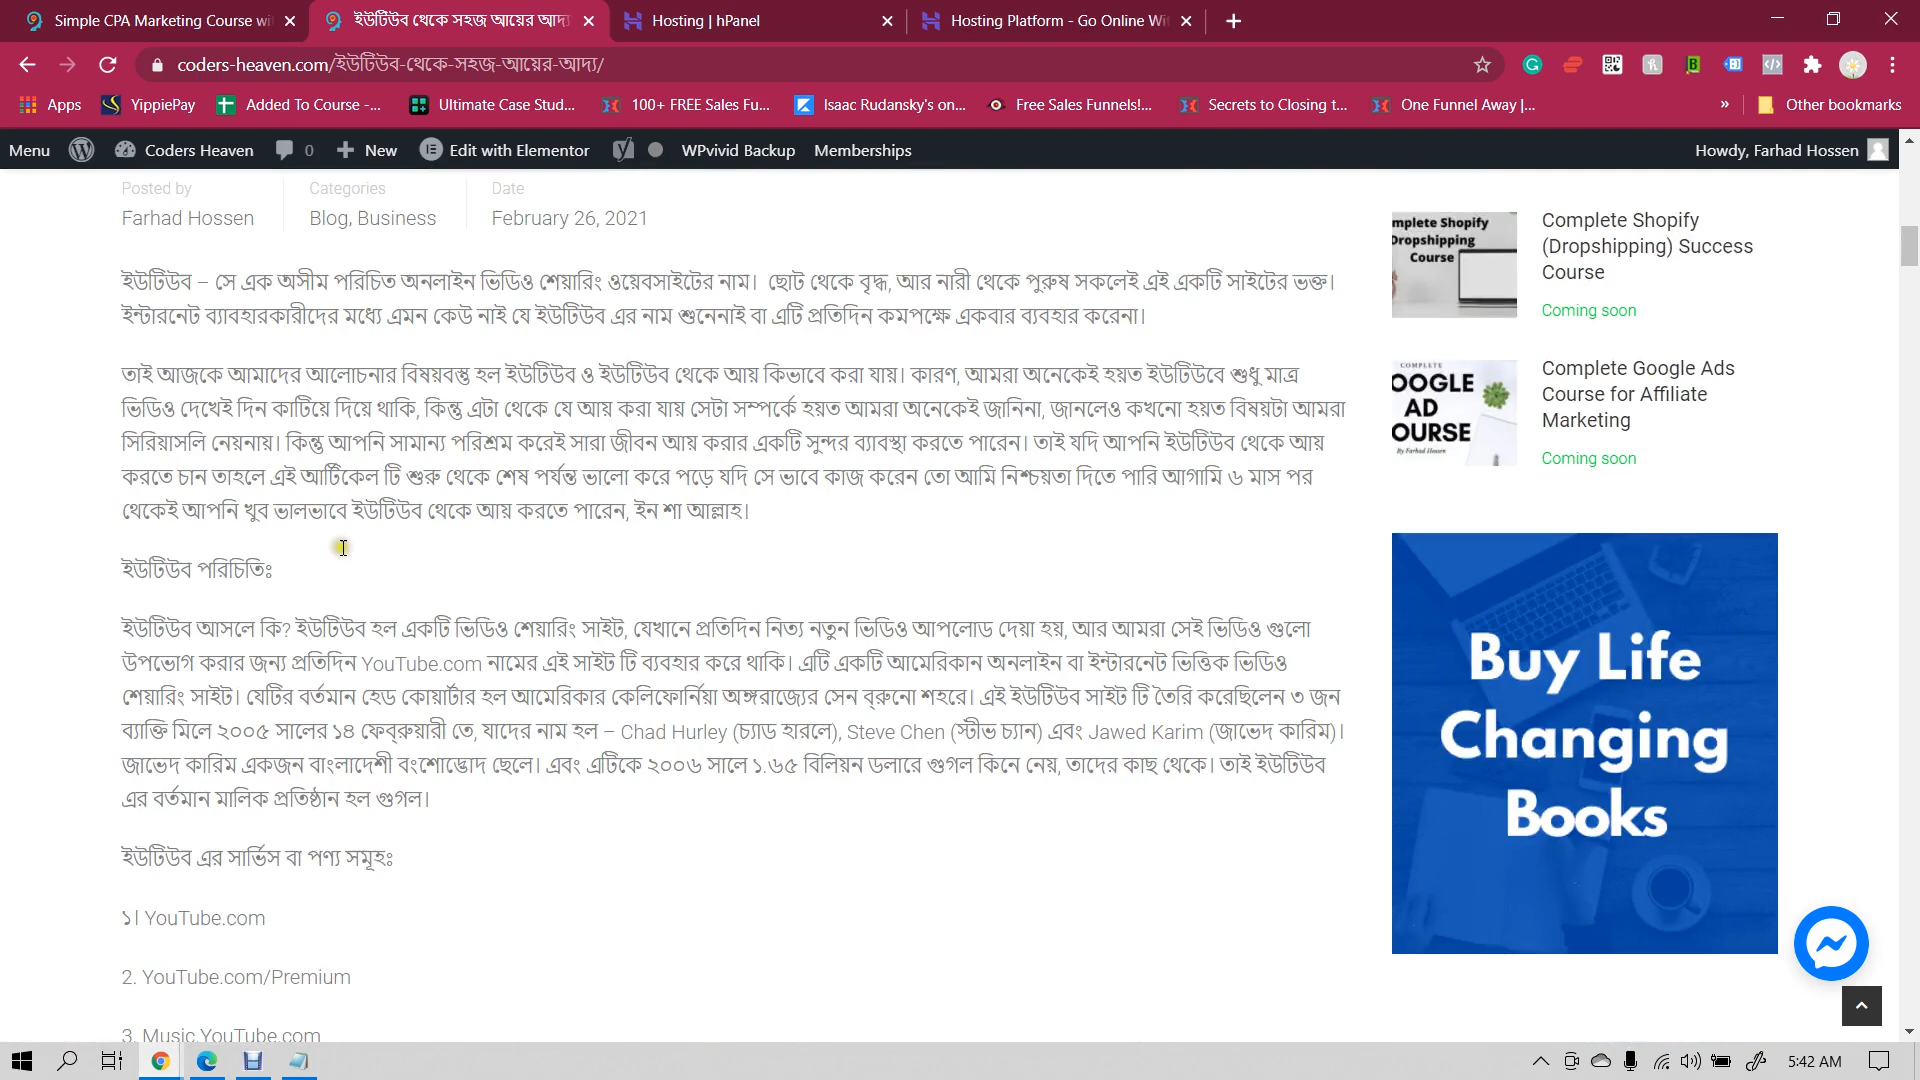 Simple CPA Marketing Course wi
ইউটিউব থেকে সহজ আয়ের আদ্য
Hosting | hPanel
Hosting Platform - Go Online Wi
coders-heaven.com/ইউটিউব-থেকে-সহজ-আয়ের-আদ্য/
Apps
YippiePay
Added To Course -...
Ultimate Case Stud...
100+ FREE Sales Fu...
Isaac Rudansky's on...
Free Sales Funnels!...
Secrets to Closing t...
One Funnel Away |...
»
Other bookmarks
Menu
Coders Heaven
0
New
Edit with Elementor
WPvivid Backup
Memberships
Howdy, Farhad Hossen
Posted by
Categories
Date
Farhad Hossen
Blog, Business
February 26, 2021
ইউটিউব – সে এক অসীম পরিচিত অনলাইন ভিডিও শেয়ারিং ওয়েবসাইটের নাম। ছোট থেকে বৃদ্ধ, আর নারী থেকে পুরুষ সকলেই এই একটি সাইটের ভক্ত।
ইন্টারনেট ব্যাবহারকারীদের মধ্যে এমন কেউ নাই যে ইউটিউব এর নাম শুনেনাই বা এটি প্রতিদিন কমপক্ষে একবার ব্যবহার করেনা।
তাই আজকে আমাদের আলোচনার বিষয়বস্তু হল ইউটিউব ও ইউটিউব থেকে আয় কিভাবে করা যায়। কারণ, আমরা অনেকেই হয়ত ইউটিউবে শুধু মাত্র
ভিডিও দেখেই দিন কাটিয়ে দিয়ে থাকি, কিন্তু এটা থেকে যে আয় করা যায় সেটা সম্পর্কে হয়ত আমরা অনেকেই জানিনা, জানলেও কখনো হয়ত বিষয়টা আমরা
সিরিয়াসলি নেয়নায়। কিন্তু আপনি সামান্য পরিশ্রম করেই সারা জীবন আয় করার একটি সুন্দর ব্যাবস্থা করতে পারেন। তাই যদি আপনি ইউটিউব থেকে আয়
করতে চান তাহলে এই আর্টিকেল টি শুরু থেকে শেষ পর্যন্ত ভালো করে পড়ে যদি সে ভাবে কাজ করেন তো আমি নিশ্চয়তা দিতে পারি আগামি ৬ মাস পর
থেকেই আপনি খুব ভালভাবে ইউটিউব থেকে আয় করতে পারেন, ইন শা আল্লাহ।
ইউটিউব পরিচিতিঃ
ইউটিউব আসলে কি? ইউটিউব হল একটি ভিডিও শেয়ারিং সাইট, যেখানে প্রতিদিন নিত্য নতুন ভিডিও আপলোড দেয়া হয়, আর আমরা সেই ভিডিও গুলো
উপভোগ করার জন্য প্রতিদিন YouTube.com নামের এই সাইট টি ব্যবহার করে থাকি। এটি একটি আমেরিকান অনলাইন বা ইন্টারনেট ভিত্তিক ভিডিও
শেয়ারিং সাইট। যেটির বর্তমান হেড কোয়ার্টার হল আমেরিকার কেলিফোর্নিয়া অঙ্গরাজ্যের সেন ব্রুনো শহরে। এই ইউটিউব সাইট টি তৈরি করেছিলেন ৩ জন
ব্যাক্তি মিলে ২০০৫ সালের ১৪ ফেব্রুয়ারী তে, যাদের নাম হল – Chad Hurley (চ্যাড হারলে), Steve Chen (স্টীভ চ্যান) এবং Jawed Karim (জাভেদ কারিম)।
জাভেদ কারিম একজন বাংলাদেশী বংশোদ্ভোদ ছেলে। এবং এটিকে ২০০৬ সালে ১.৬৫ বিলিয়ন ডলারে গুগল কিনে নেয়, তাদের কাছ থেকে। তাই ইউটিউব
এর বর্তমান মালিক প্রতিষ্ঠান হল গুগল।
ইউটিউব এর সার্ভিস বা পণ্য সমূহঃ
১। YouTube.com
2. YouTube.com/Premium
3. Music.YouTube.com
mplete Shopify
Dropshipping
Course
Complete Shopify
(Dropshipping) Success
Course
Coming soon
COMPLETE
OOGLE
AD
OURSE
By Farhad Hossen
Complete Google Ads
Course for Affiliate
Marketing
Coming soon
Buy Life
Changing
Books
5:42 AM